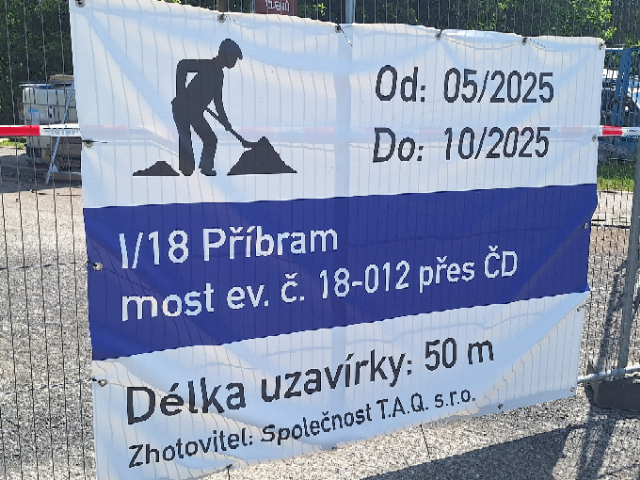 Od: 05/2025
Do: 10/2025
I/18 Příbram
most ev. č. 18-012 přes ČD
Délka uzavírky: 50 m
Zhotovitel: Společnost T.A.Q. s.r.o.